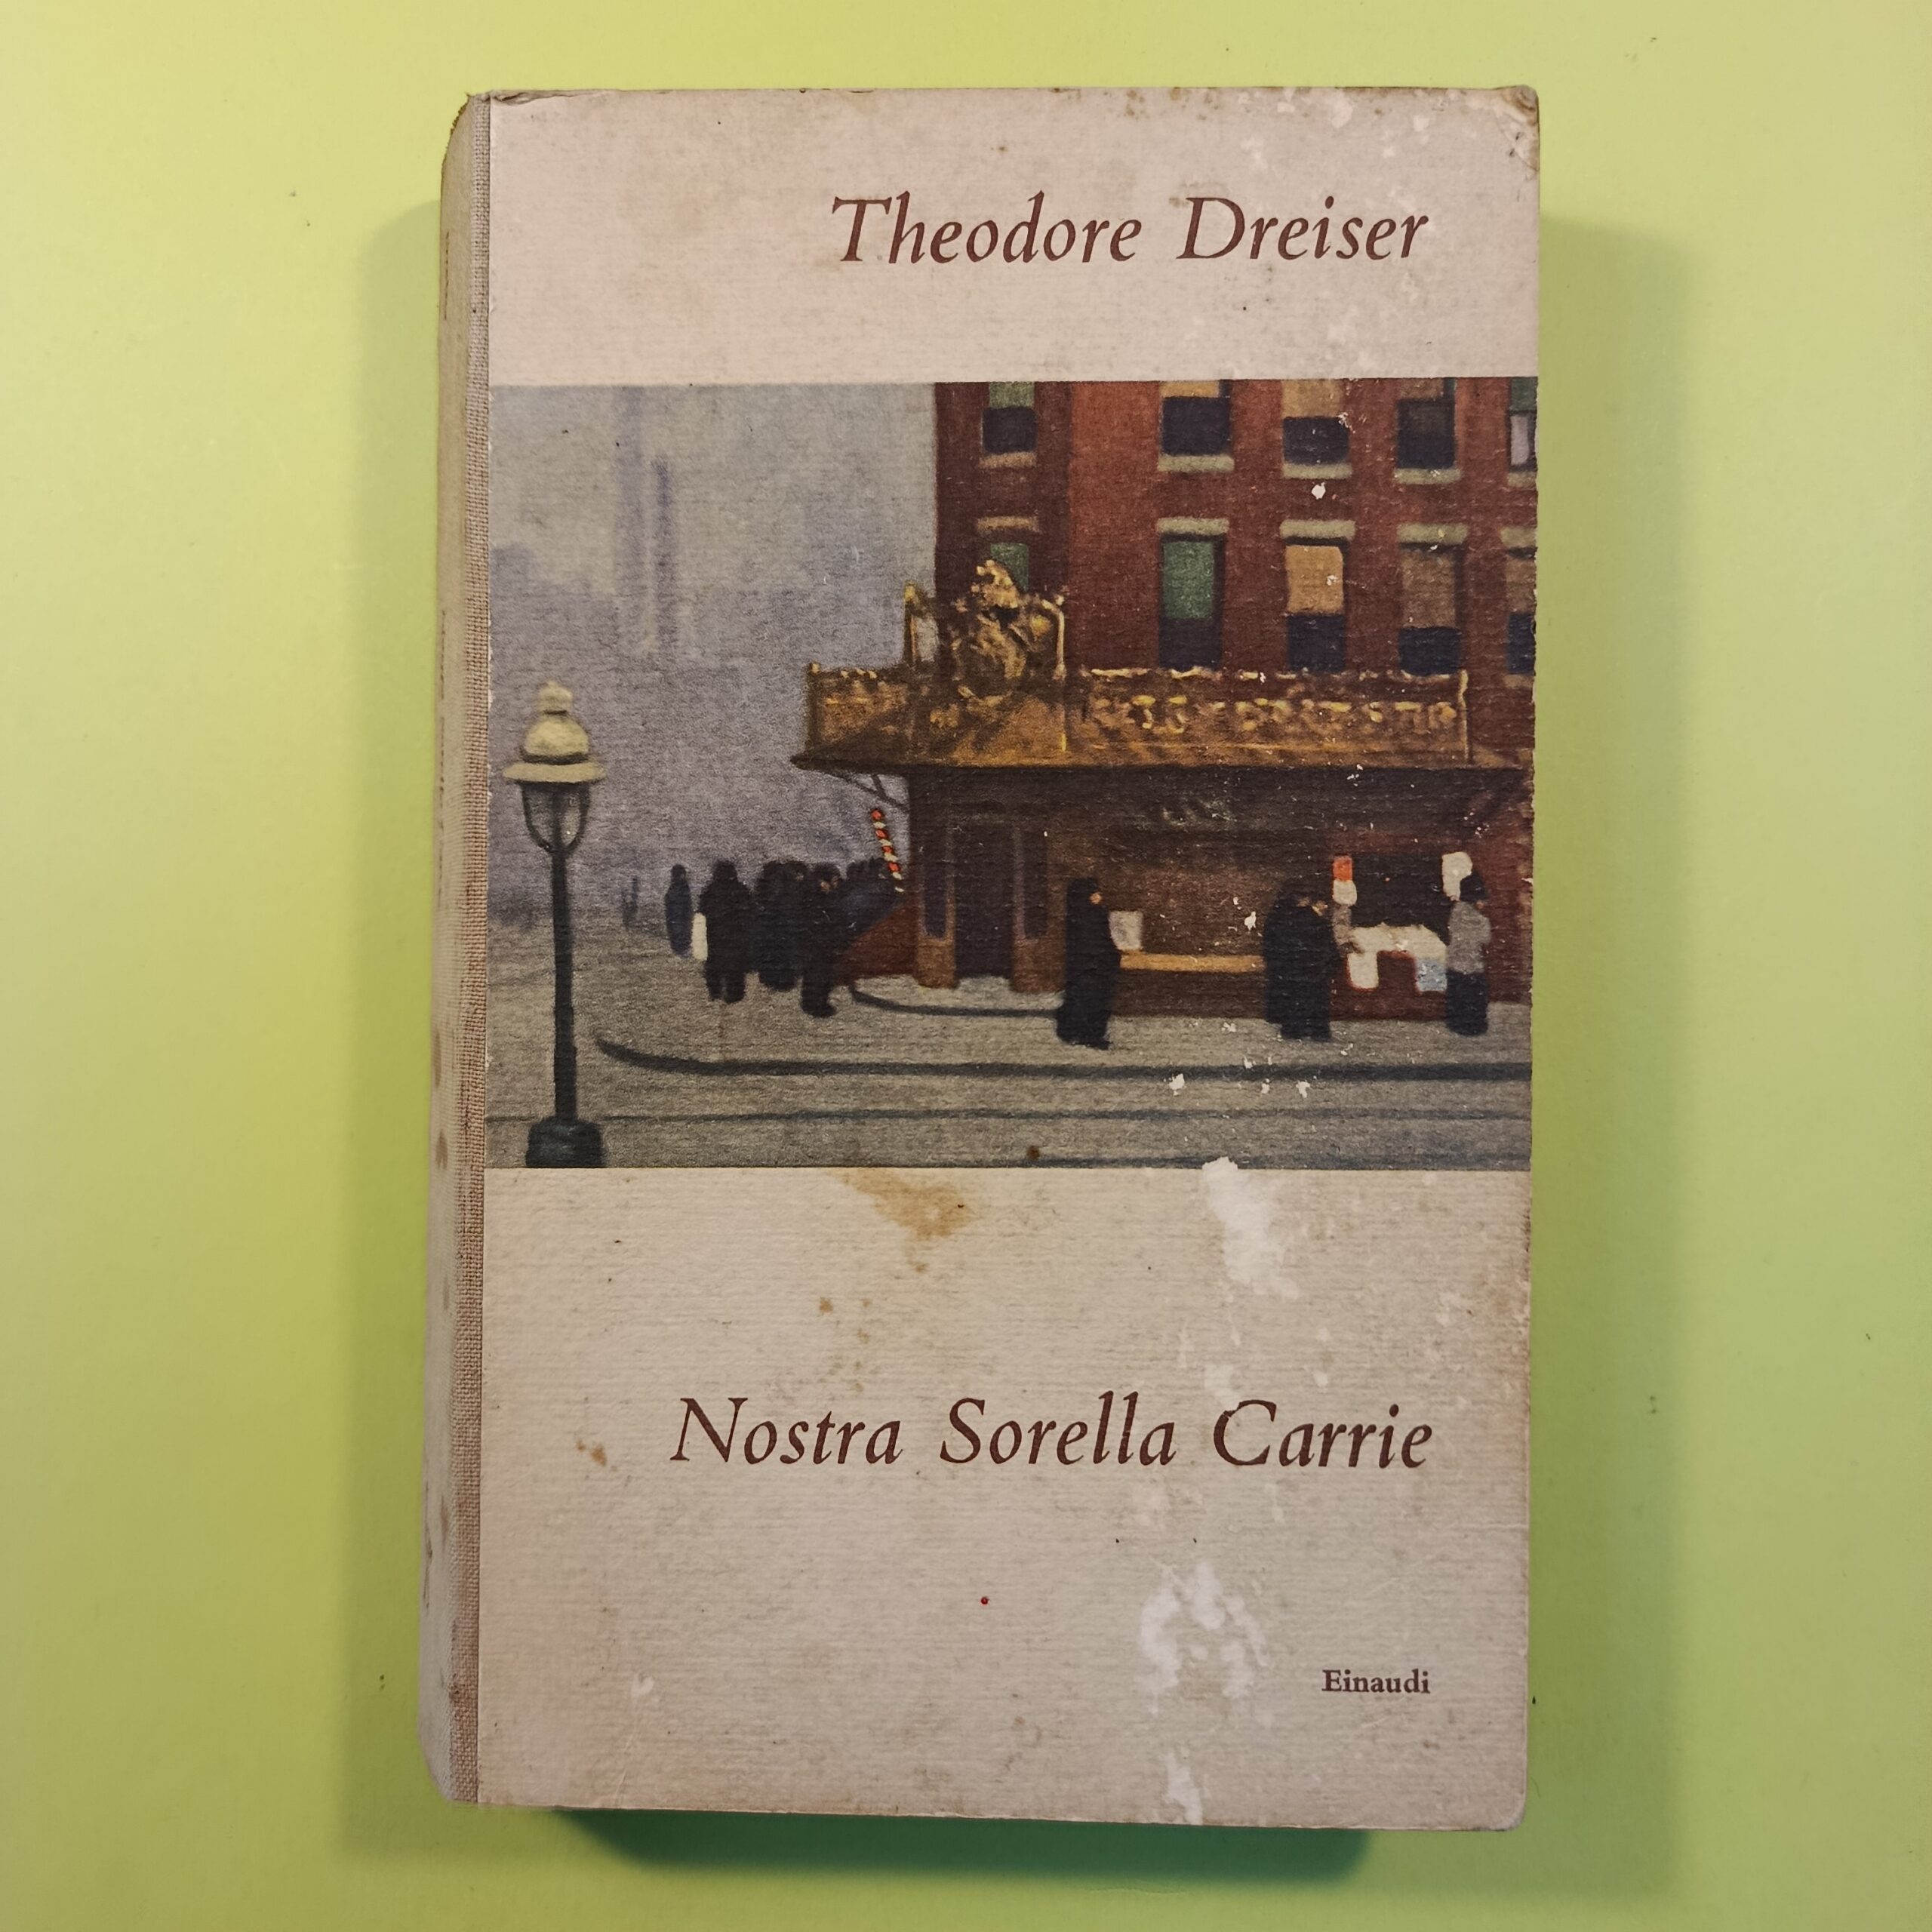 Theodore Dreiser
Nostra Sorella Carrie
Einaudi